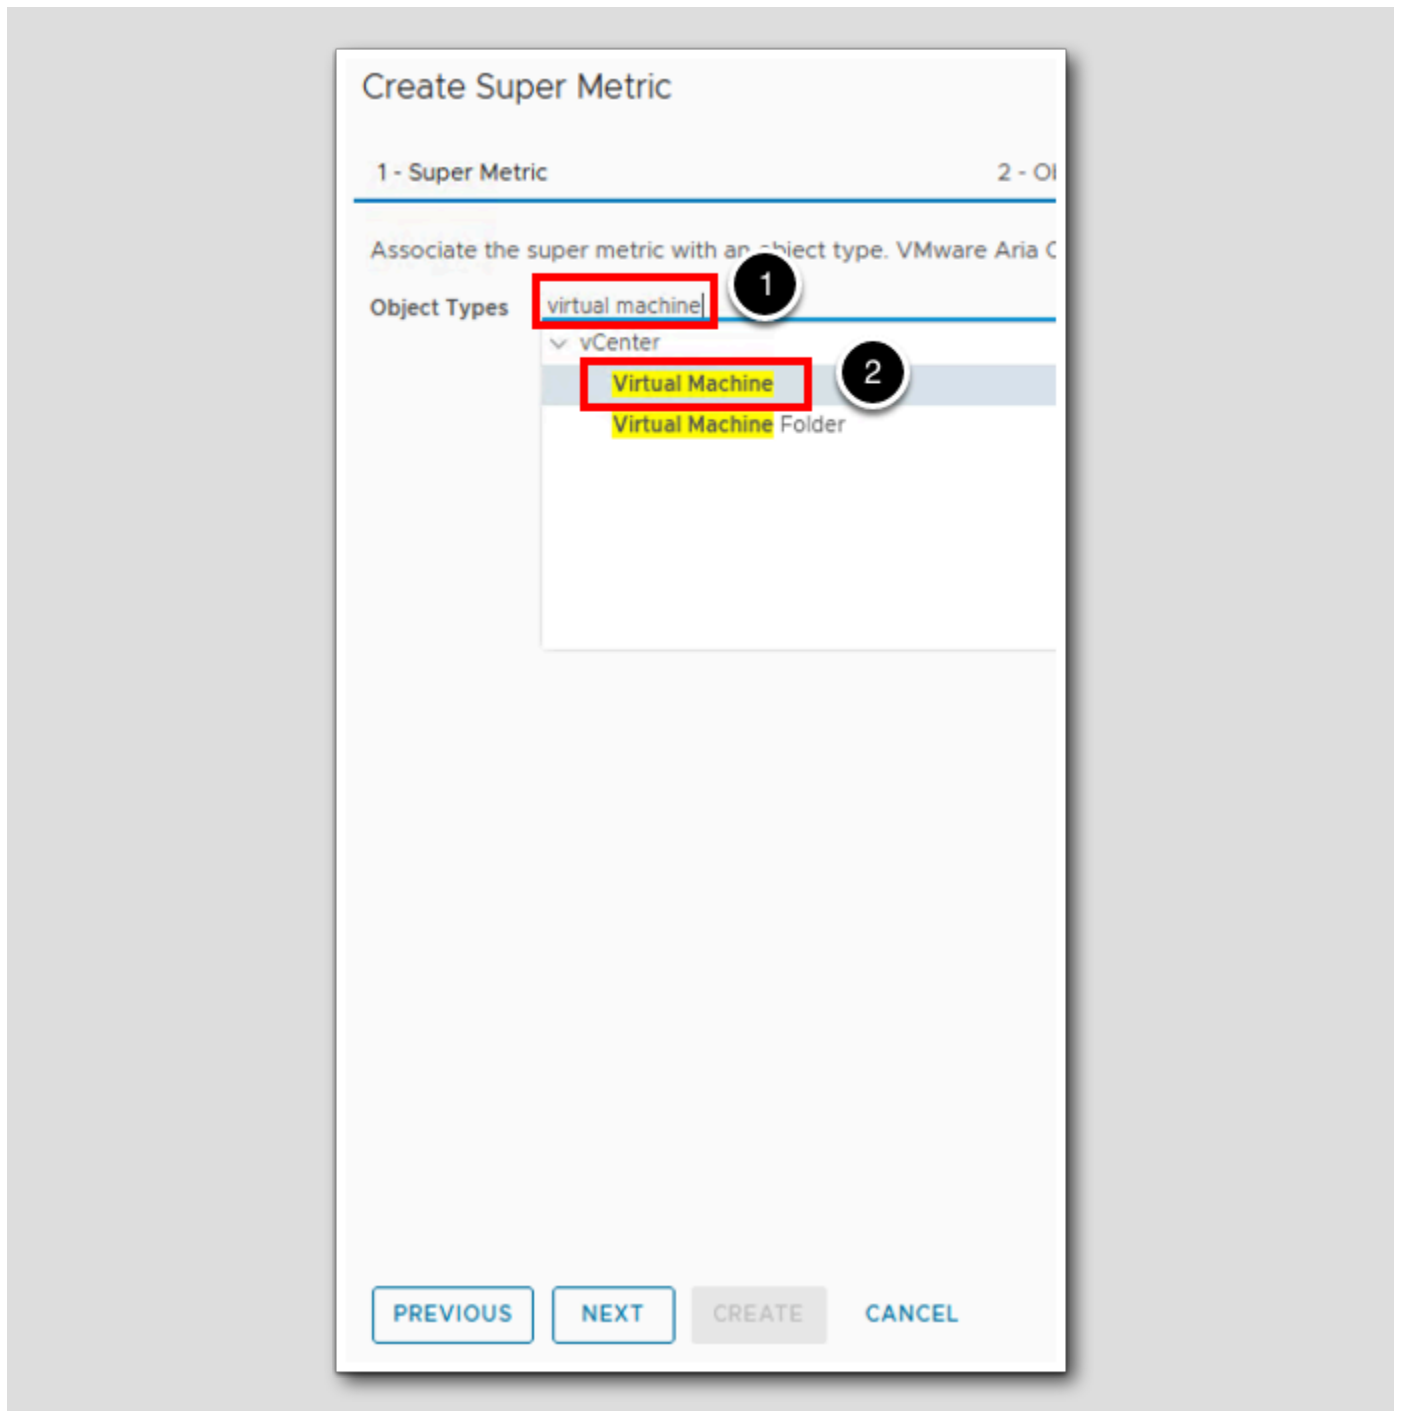 Create Super Metric
1 - Super Metric 2 -
Associate the super metric with an object type. VMware Aria
1
Object Types virtual machine
vCenter
Virtual Machine
2
Virtual Machine Folder
PREVIOUS NEXT CREATE CANCEL